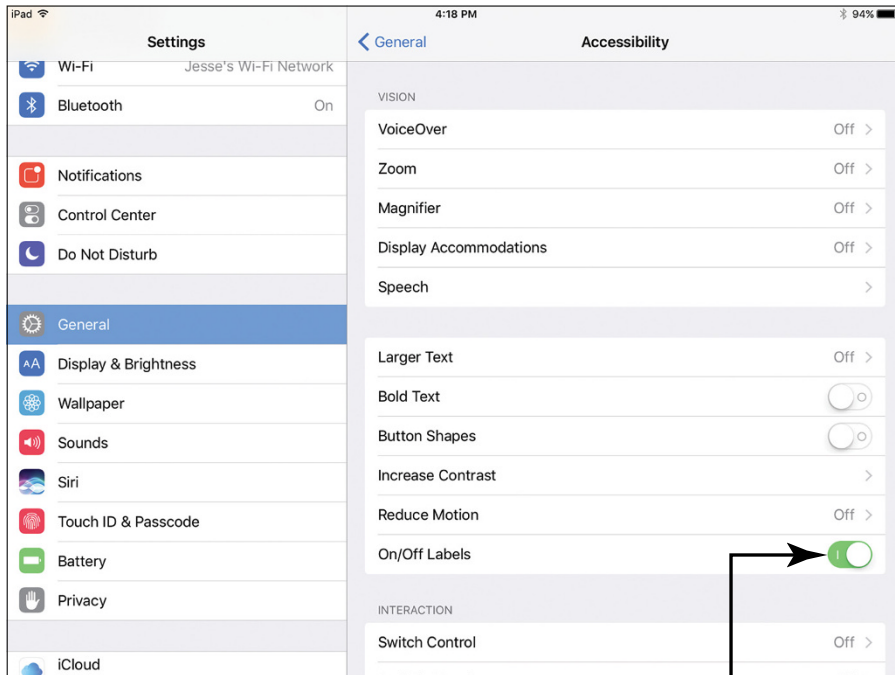 iPad 4:18 PM 94%
Settings
General Accessibility
Wi-Fi Jesse's Wi-Fi Network
Bluetooth On
Notifications
Control Center
Do Not Disturb
General
Display & Brightness
AA
Wallpaper
Sounds
Siri
Touch ID & Passcode
Battery
Privacy
iCloud
VISION
VoiceOver Off
Zoom Off
Magnifier Off
Display Accommodations Off
Speech
Larger Text Off
Bold Text
Button Shapes
Increase Contrast
Reduce Motion Off
On/Off Labels
INTERACTION
Switch Control Off